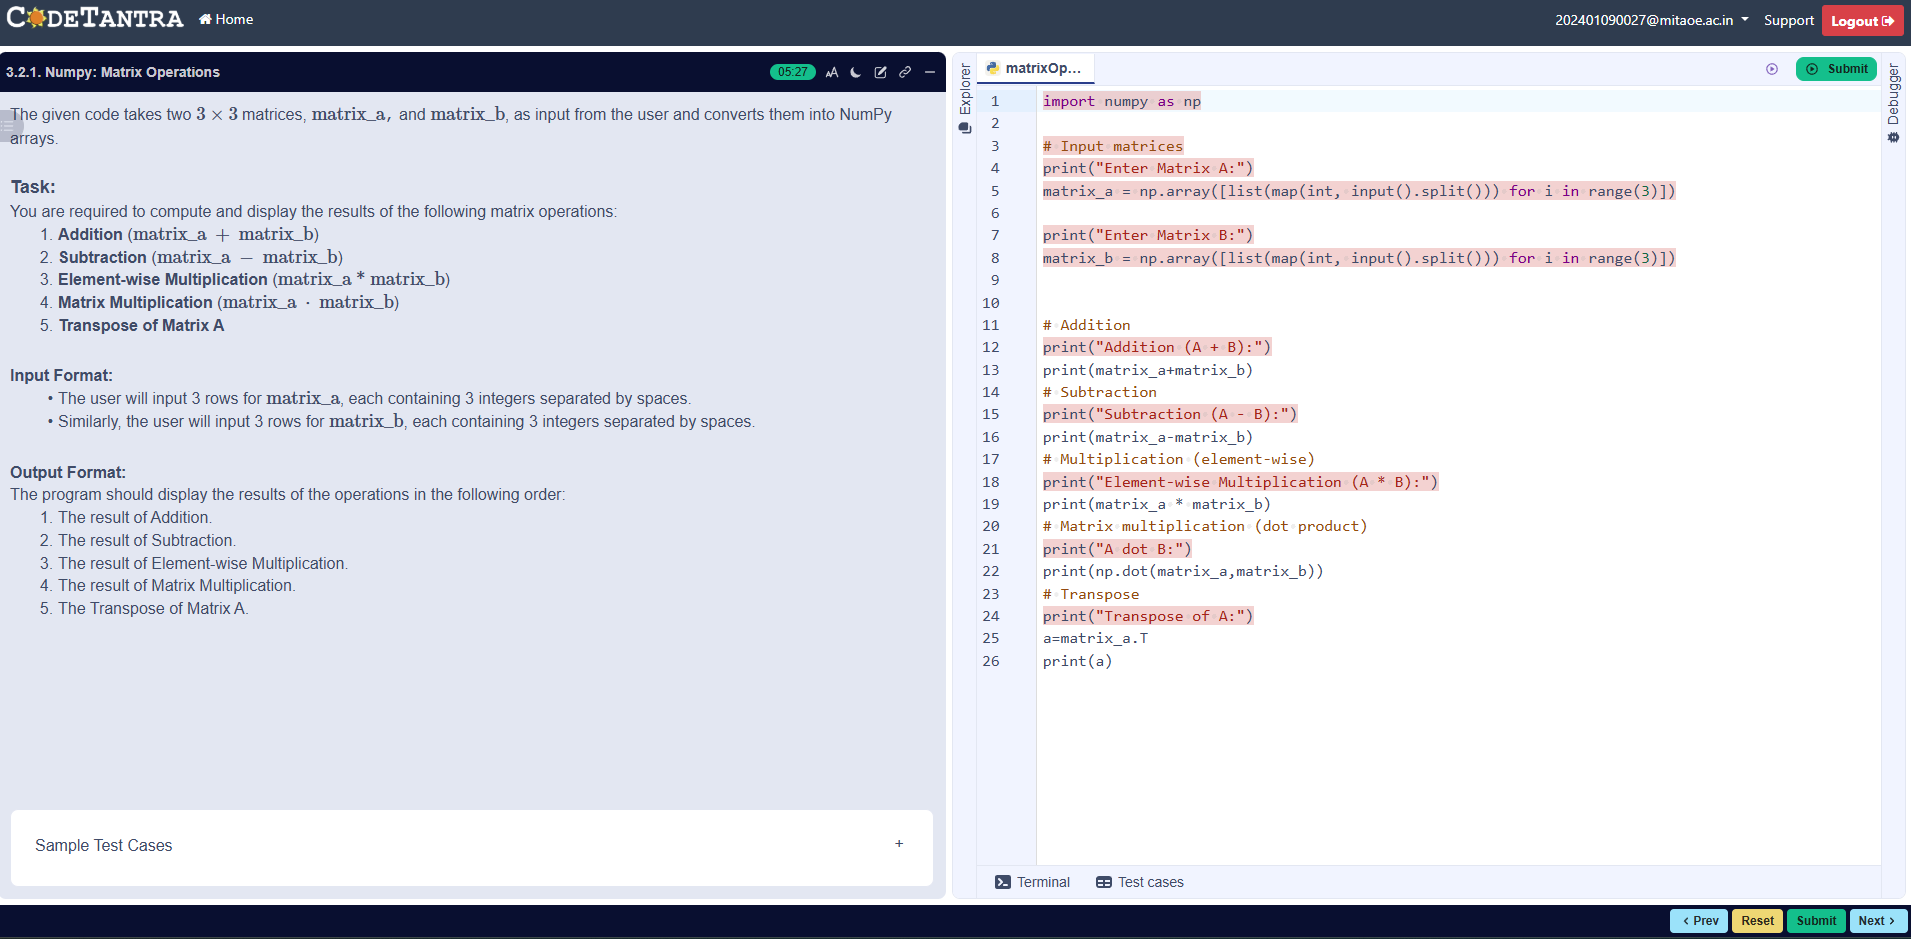 CODETANTRA Home 202401090027@mitaoe.ac.in Support Logout
3.2.1. Numpy: Matrix Operations 05:27
The given code takes two 3 × 3 matrices, matrix_a, and matrix_b, as input from the user and converts them into NumPy
arrays.
Task:
You are required to compute and display the results of the following matrix operations:
1. Addition (matrix_a + matrix_b)
2. Subtraction (matrix_a − matrix_b)
3. Element-wise Multiplication (matrix_a * matrix_b)
4. Matrix Multiplication (matrix_a · matrix_b)
5. Transpose of Matrix A
Input Format:
• The user will input 3 rows for matrix_a, each containing 3 integers separated by spaces.
• Similarly, the user will input 3 rows for matrix_b, each containing 3 integers separated by spaces.
Output Format:
The program should display the results of the operations in the following order:
1. The result of Addition.
2. The result of Subtraction.
3. The result of Element-wise Multiplication.
4. The result of Matrix Multiplication.
5. The Transpose of Matrix A.
Sample Test Cases +
Explorer
matrixOp... Submit
Debugger
1 import numpy as np
2
3 # Input matrices
4 print("Enter Matrix A:")
5 matrix_a = np.array([list(map(int, input().split())) for i in range(3)])
6
7 print("Enter Matrix B:")
8 matrix_b = np.array([list(map(int, input().split())) for i in range(3)])
9
10
11 # Addition
12 print("Addition (A + B):")
13 print(matrix_a+matrix_b)
14 # Subtraction
15 print("Subtraction (A - B):")
16 print(matrix_a-matrix_b)
17 # Multiplication (element-wise)
18 print("Element-wise Multiplication (A * B):")
19 print(matrix_a * matrix_b)
20 # Matrix multiplication (dot product)
21 print("A dot B:")
22 print(np.dot(matrix_a,matrix_b))
23 # Transpose
24 print("Transpose of A:")
25 a=matrix_a.T
26 print(a)
Terminal Test cases
< Prev Reset Submit Next >